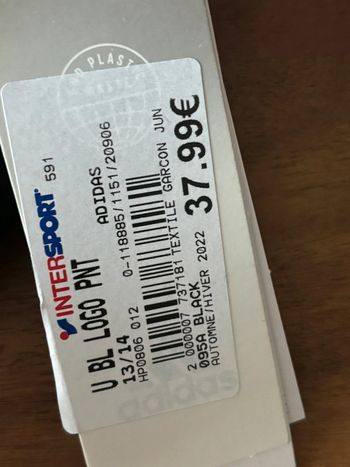 INTERSPORT 591
U BL LOGO PNT ADIDAS
13/14
HP0806 012 0-118885/1151/20906
2 000007 737181 TEXTILE GARCON JUN
095A BLACK
AUTOMNE/HIVER 2022
37.99€
adidas